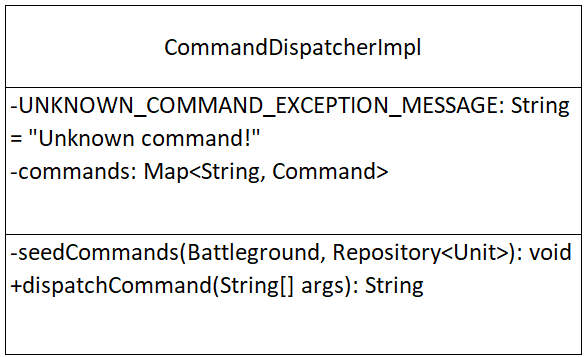 CommandDispatcherImpl
-UNKNOWN_COMMAND_EXCEPTION_MESSAGE: String
= "Unknown command!"
-commands: Map<String, Command>
-seedCommands(Battleground, Repository<Unit>): void
+dispatchCommand(String[] args): String